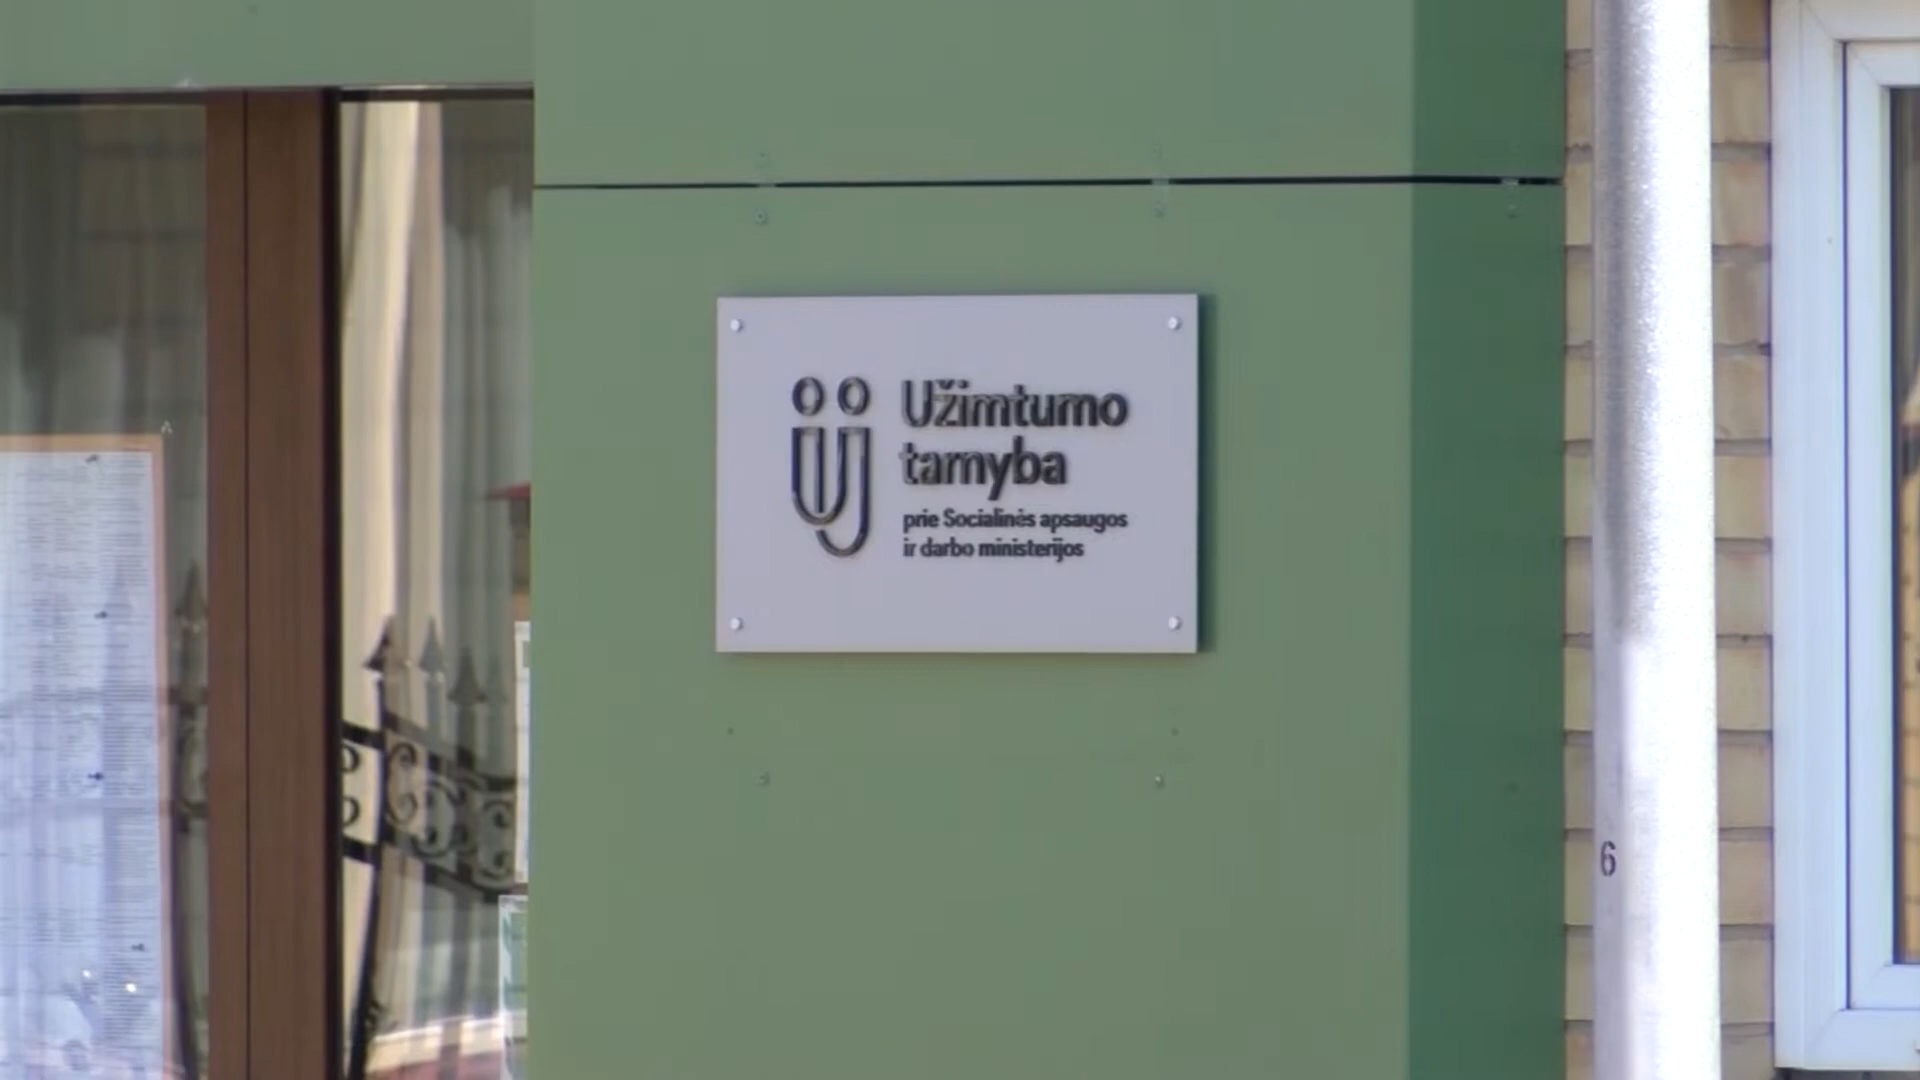 Užimtumo
tarnyba
prie Socialinės apsaugos
ir darbo ministerijos
6